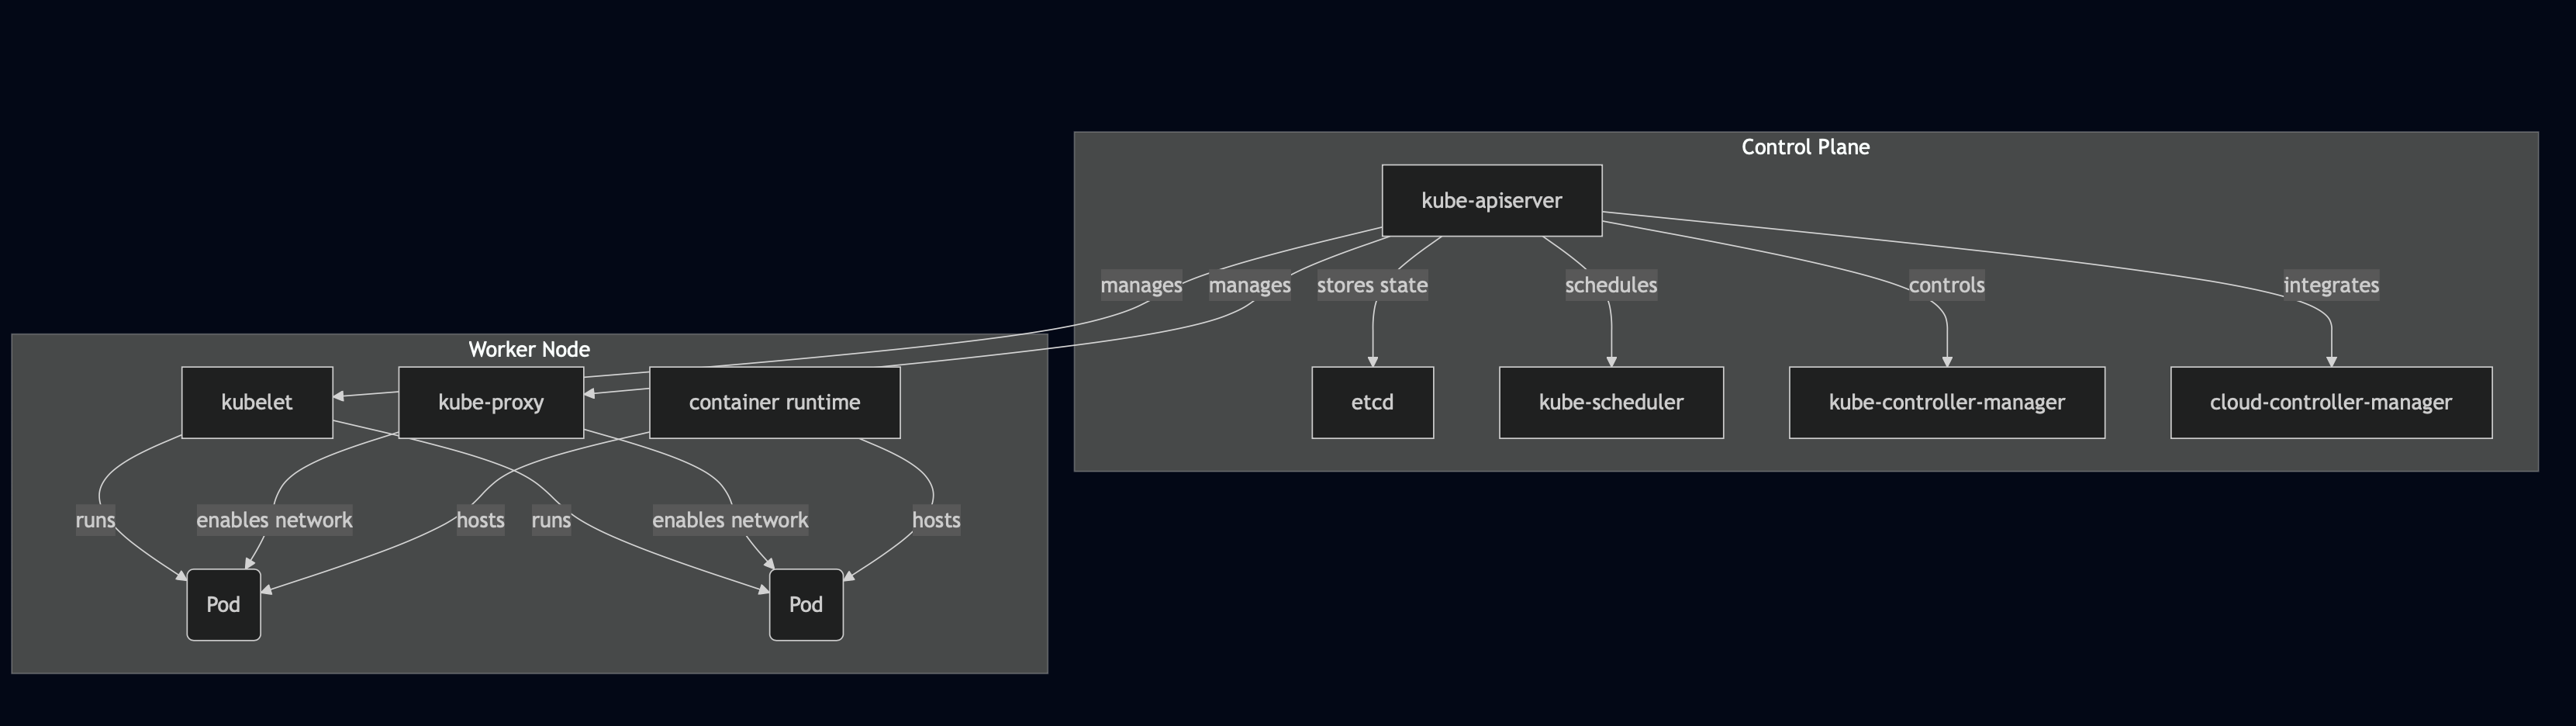 Control Plane
kube-apiserver
manages
manages
stores state
schedules
controls
integrates
etcd
kube-scheduler
kube-controller-manager
cloud-controller-manager
Worker Node
kubelet
kube-proxy
container runtime
runs
enables network
hosts
runs
enables network
hosts
Pod
Pod